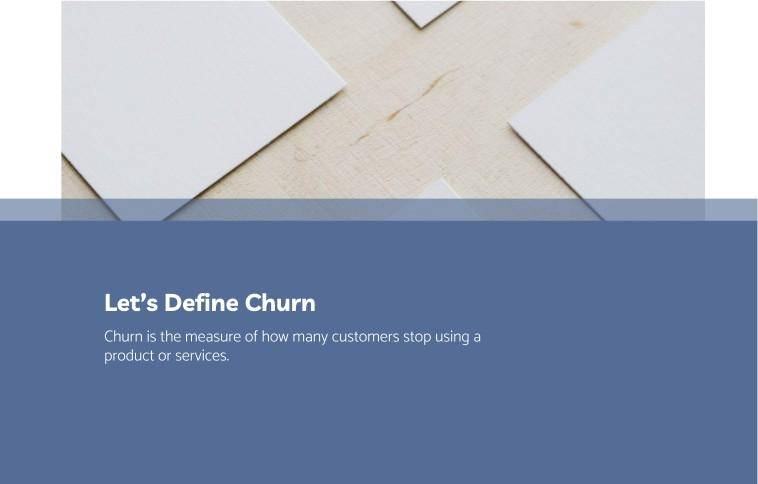 Let’s Define Churn
Churn is the measure of how many customers stop using a
product or services.